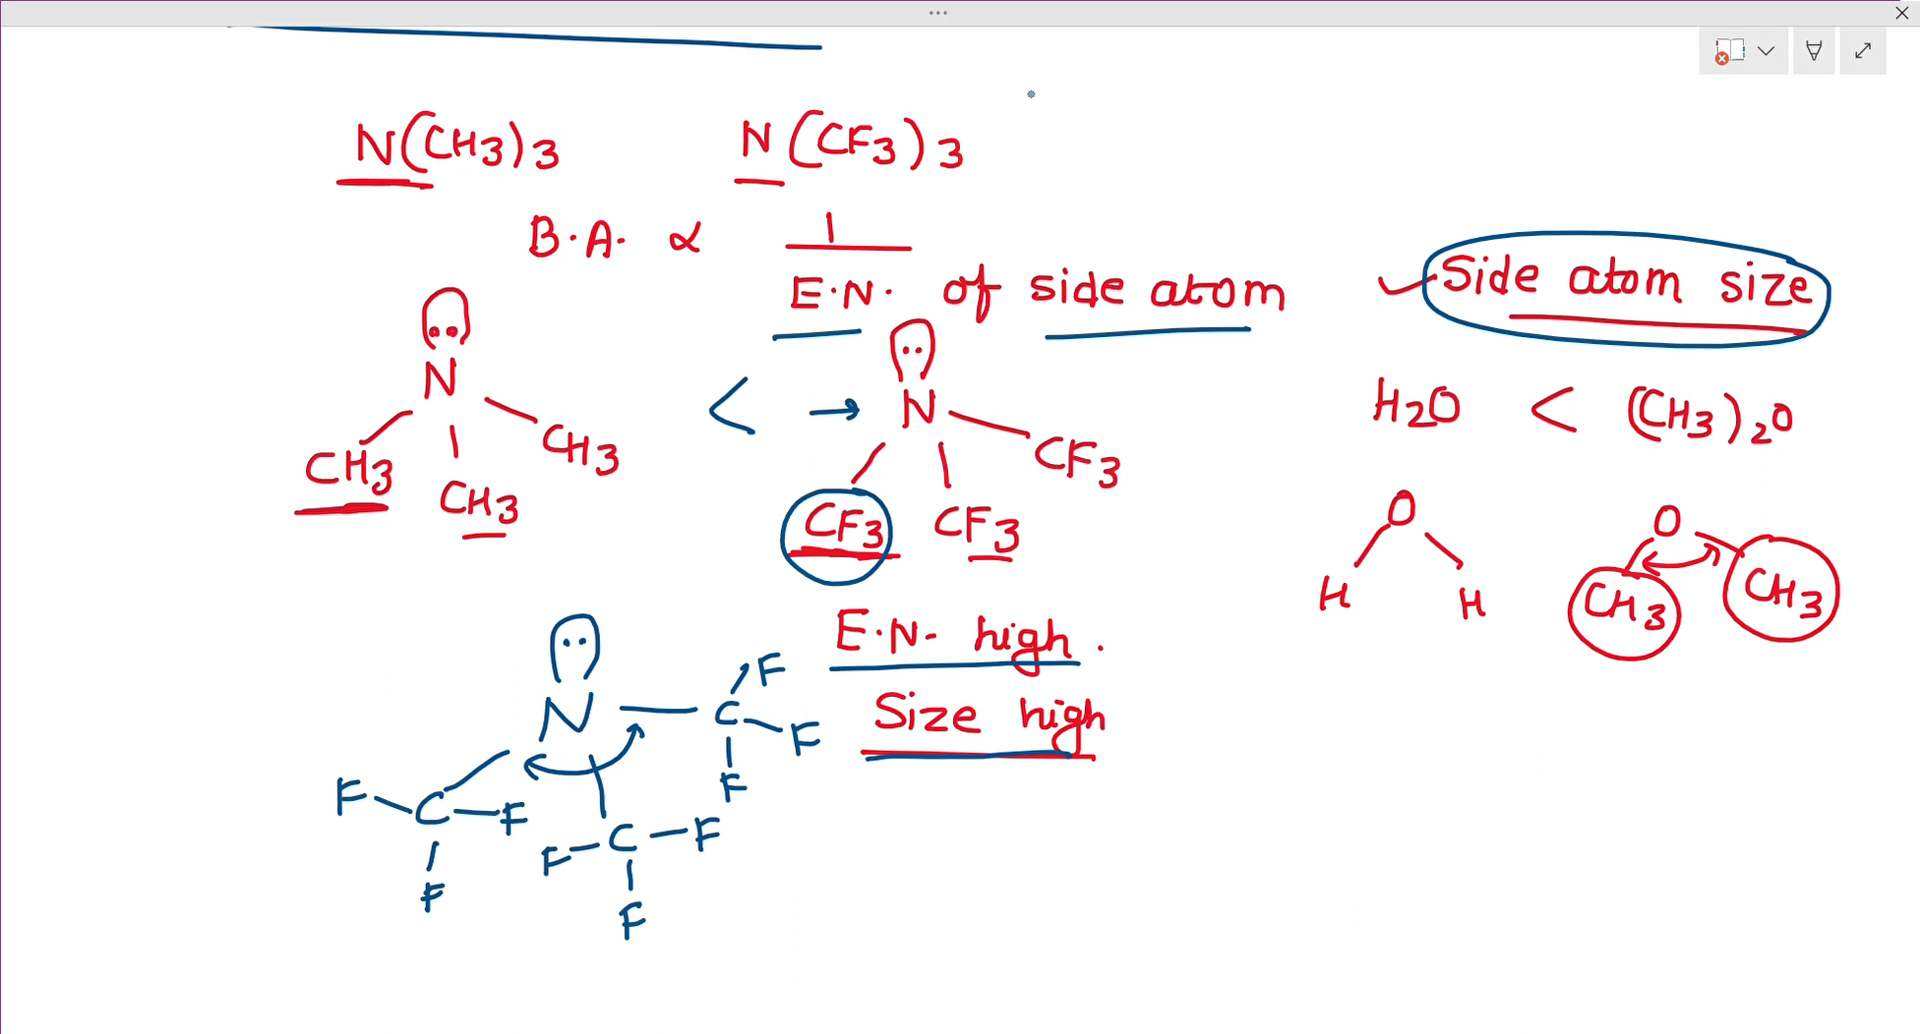 N(CH3)3 N(CF3)3
B.A. ∝ 1
E.N. of side atom
Side atom size
N
CH3 CH3 CH3
<
→ N
CF3 CF3 CF3
H2O < (CH3)2O
O
H H
O
CH3 CH3
E.N. high.
Size high
N
C F F F
F C F F
F C F F